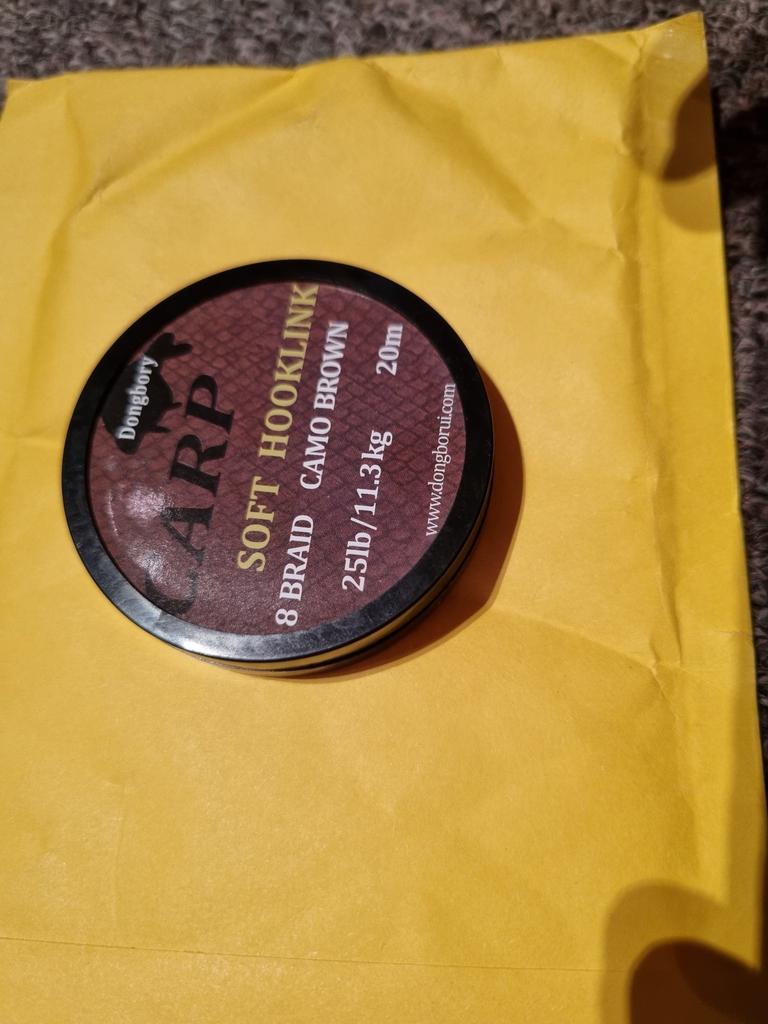 Dongbory
CARP
SOFT HOOKLINK
8 BRAID CAMO BROWN
25lb/11.3kg 20m
www.dongborui.com